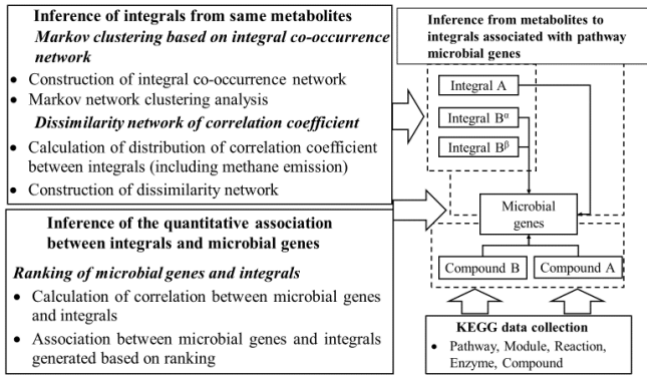 Inference of integrals from same metabolites
Markov clustering based on integral co-occurrence
network
• Construction of integral co-occurrence network
• Markov network clustering analysis
Dissimilarity network of correlation coefficient
• Calculation of distribution of correlation coefficient
between integrals (including methane emission)
• Construction of dissimilarity network
Inference of the quantitative association
between integrals and microbial genes
Ranking of microbial genes and integrals
• Calculation of correlation between microbial genes
and integrals
• Association between microbial genes and integrals
generated based on ranking
Inference from metabolites to
integrals associated with pathway
microbial genes
Integral A
Integral Bᵅ
Integral Bᵝ
Microbial
genes
Compound B
Compound A
KEGG data collection
• Pathway, Module, Reaction,
Enzyme, Compound